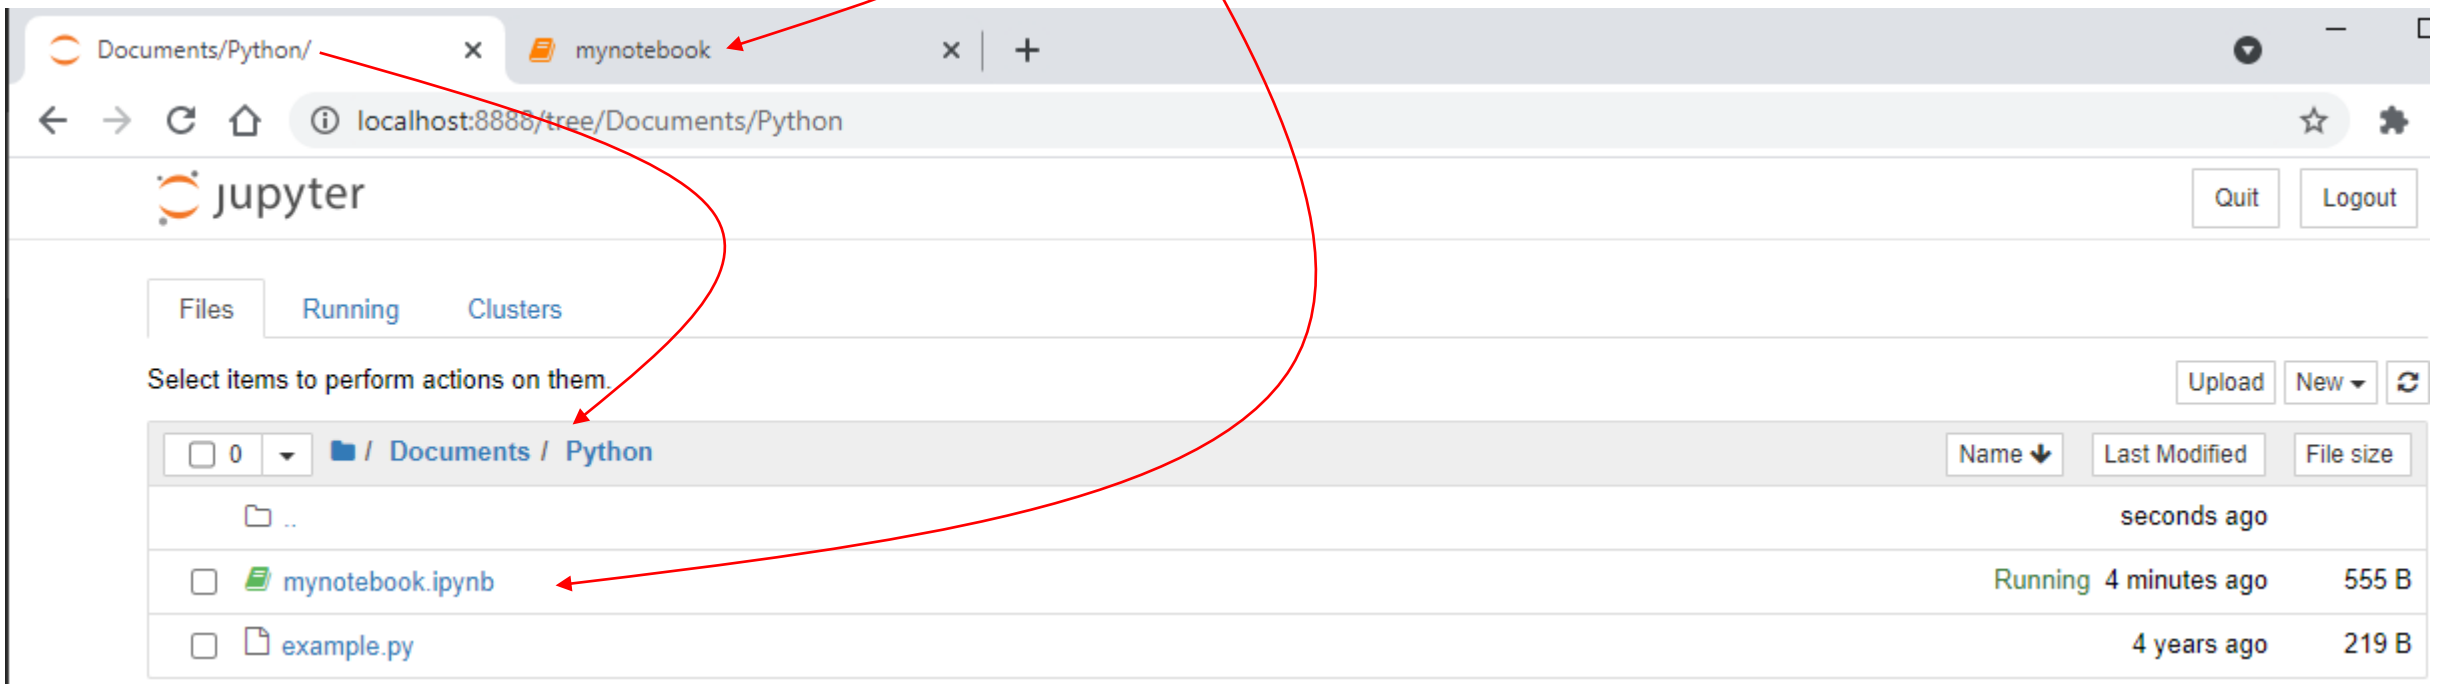 Documents/Python/ mynotebook
localhost:8888/tree/Documents/Python
jupyter Quit Logout
Files Running Clusters
Select items to perform actions on them. Upload New
0 / Documents / Python Name Last Modified File size
.. seconds ago
mynotebook.ipynb Running 4 minutes ago 555 B
example.py 4 years ago 219 B